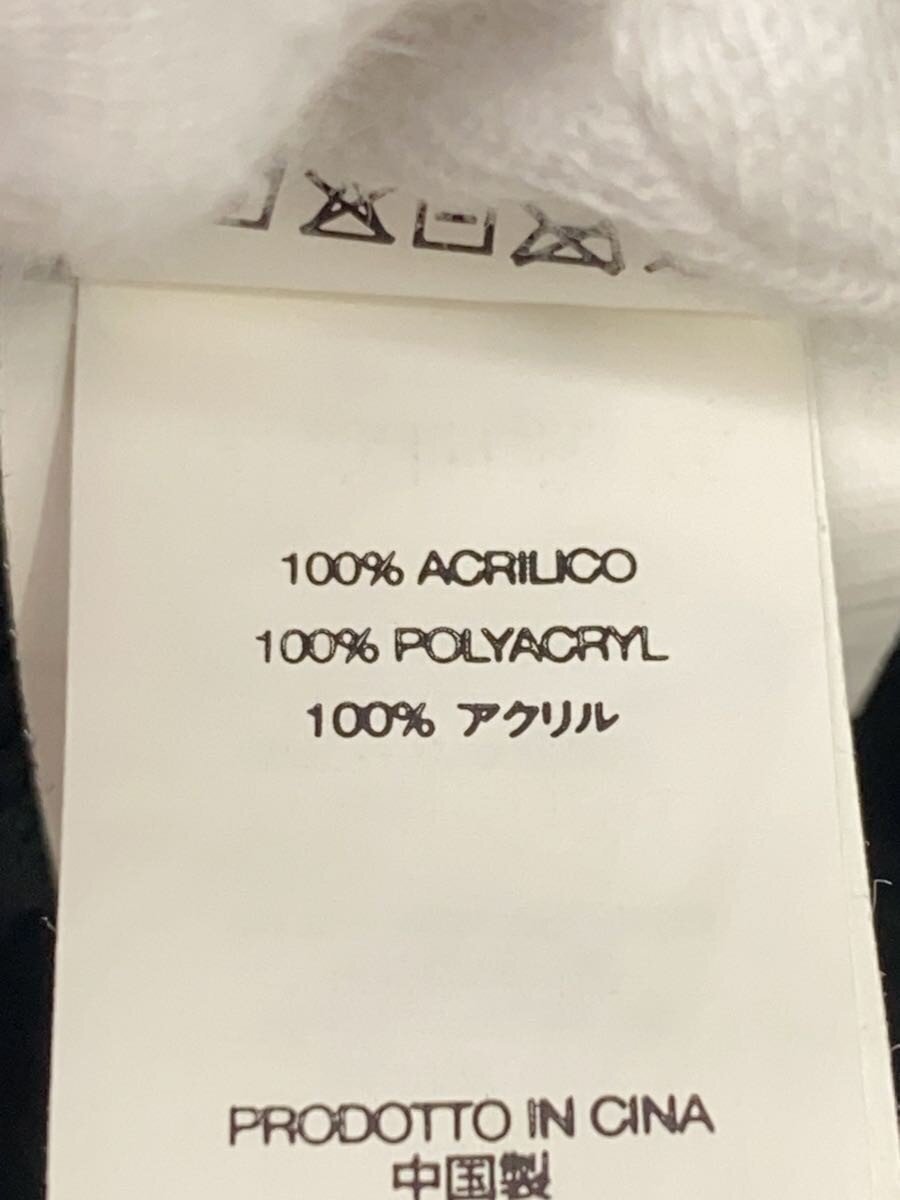 100% ACRILICO
100% POLYACRYL
100% アクリル
PRODOTTO IN CINA
中国製